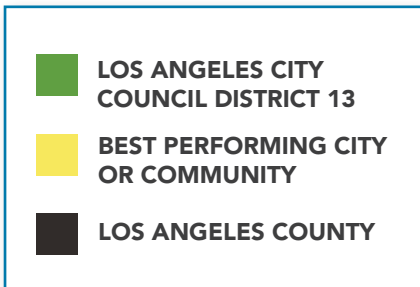 LOS ANGELES CITY
COUNCIL DISTRICT 13
BEST PERFORMING CITY
OR COMMUNITY
LOS ANGELES COUNTY